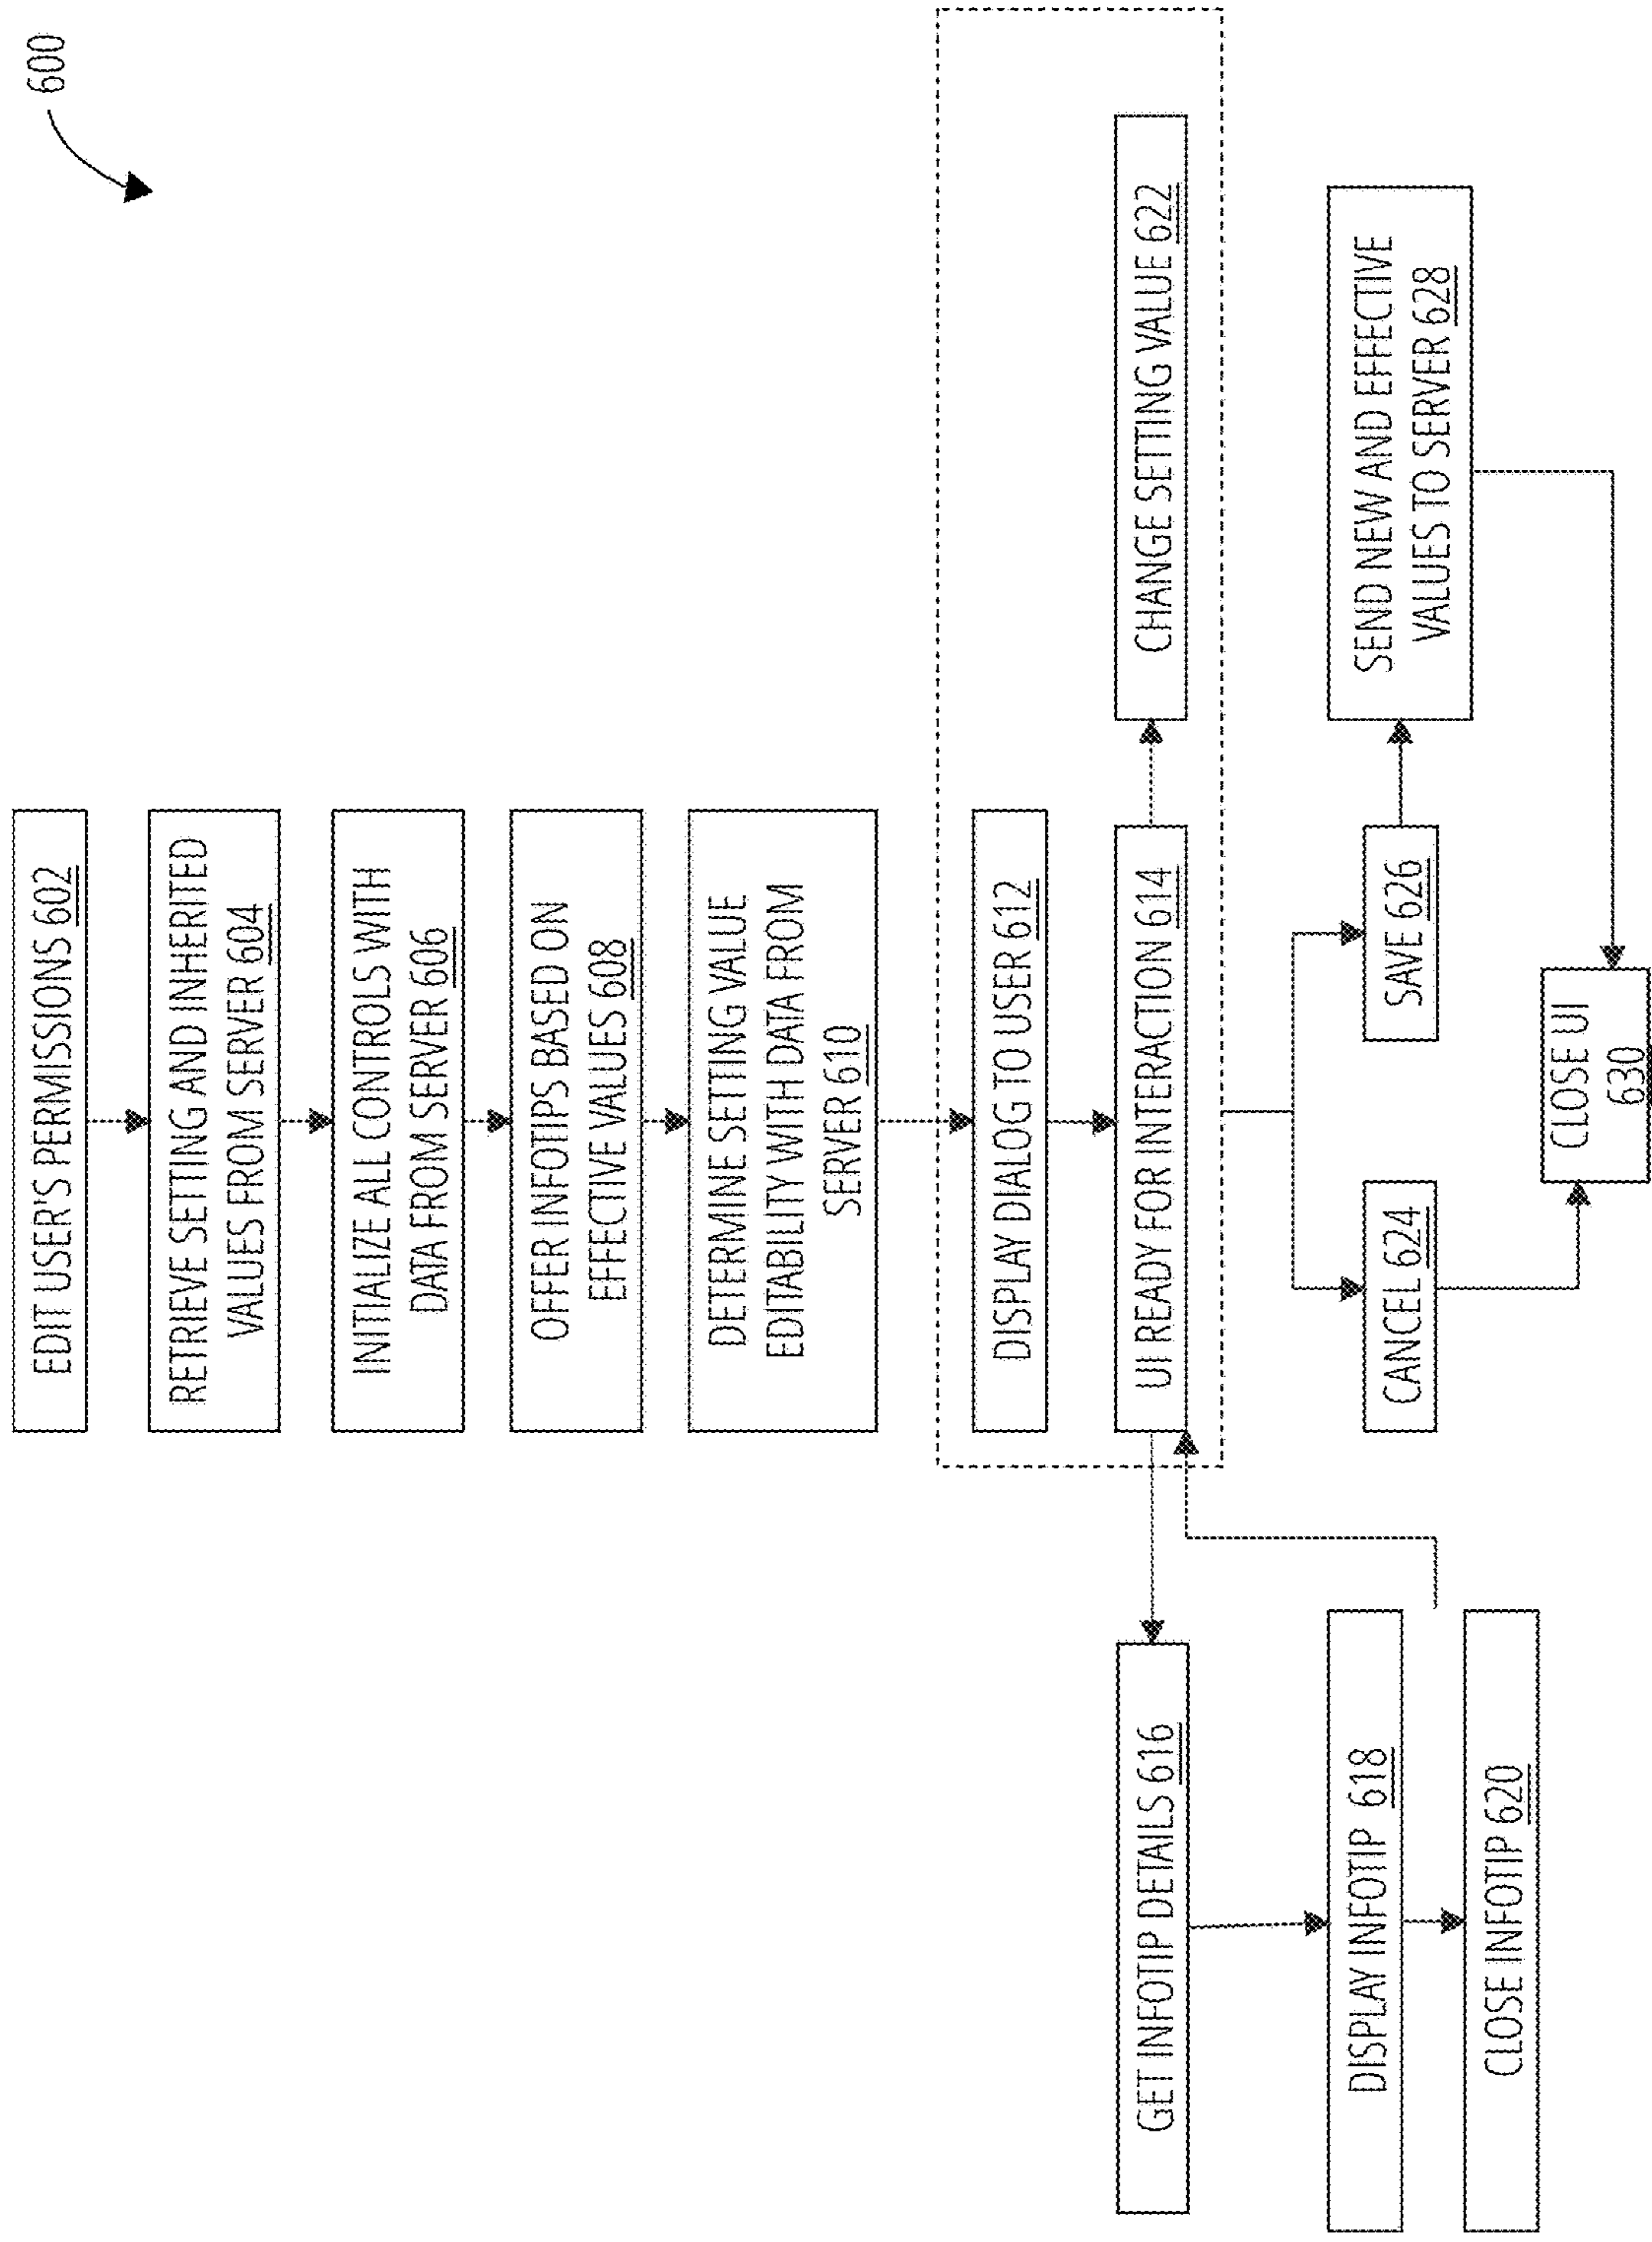 600
EDIT USER'S PERMISSIONS 602
RETRIEVE SETTING AND INHERITED
VALUES FROM SERVER 604
INITIALIZE ALL CONTROLS WITH
DATA FROM SERVER 606
OFFER INFOTIPS BASED ON
EFFECTIVE VALUES 608
DETERMINE SETTING VALUE
EDITABILITY WITH DATA FROM
SERVER 610
DISPLAY DIALOG TO USER 612
GET INFOTIP DETAILS 616
UI READY FOR INTERACTION 614
CHANGE SETTING VALUE 622
DISPLAY INFOTIP 618
CLOSE INFOTIP 620
CANCEL 624
SAVE 626
SEND NEW AND EFFECTIVE
VALUES TO SERVER 628
CLOSE UI
630